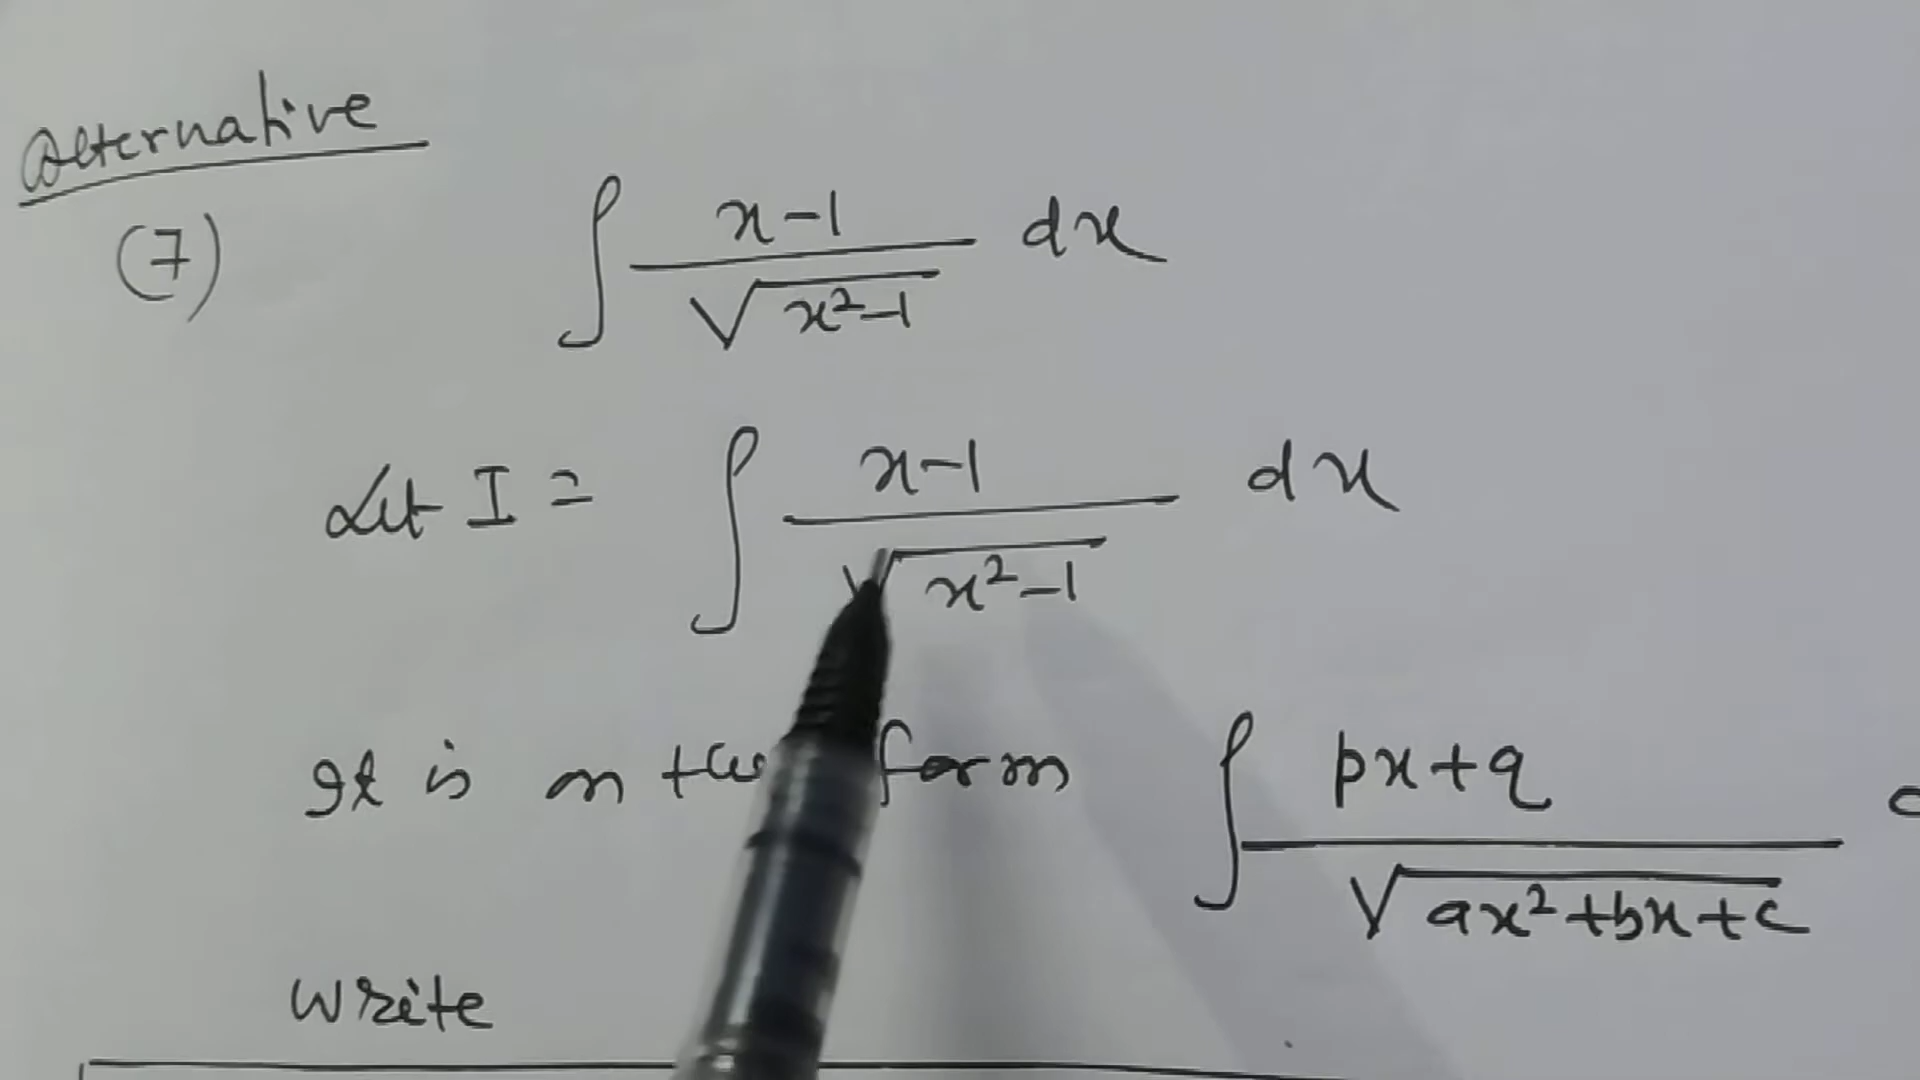 Alternative
(7) ∫ x-1 / √(x²-1) dx
Let I = ∫ x-1 / √(x²-1) dx
It is in the form ∫ px+q / √(ax²+bx+c)
write